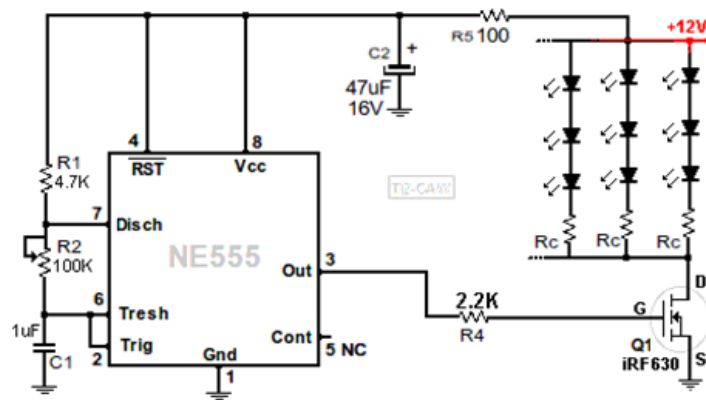 R5 100
+12V
C2
+
47uF
16V
4
8
RST
Vcc
R1
4.7K
7
Disch
R2
100K
NE555
3
Out
6
Tresh
1uF
C1
2
Trig
Cont
5 NC
Gnd
1
2.2K
R4
Rc
Rc
Rc
D
G
Q1
S
iRF630